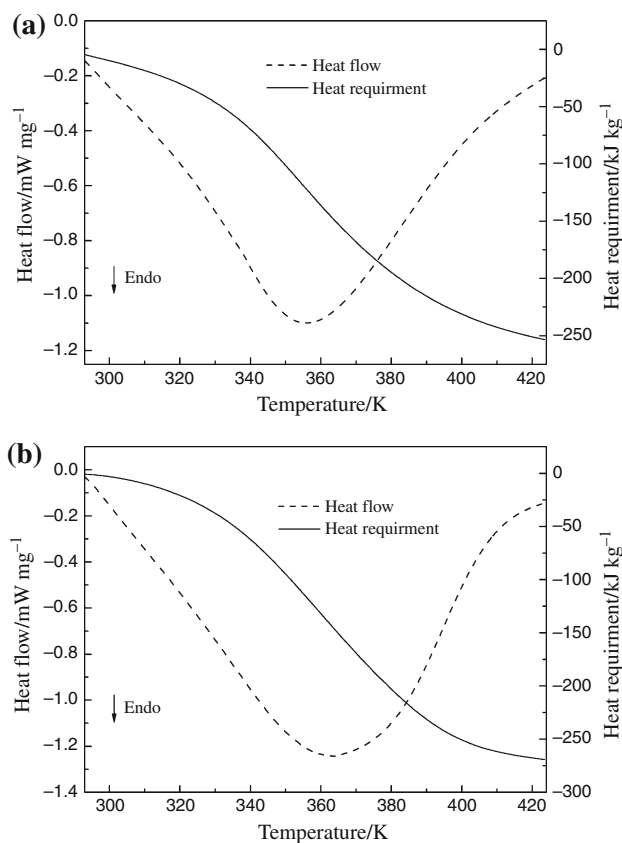 (a)
0.0
−0.2
−0.4
−0.6
−0.8
−1.0
−1.2
Heat flow/mW mg⁻¹
Heat flow
Heat requirment
Endo
0
−50
−100
−150
−200
−250
Heat requirment/kJ kg⁻¹
300 320 340 360 380 400 420
Temperature/K
(b)
0.0
−0.2
−0.4
−0.6
−0.8
−1.0
−1.2
−1.4
Heat flow/mW mg⁻¹
Heat flow
Heat requirment
Endo
0
−50
−100
−150
−200
−250
−300
Heat requirment/kJ kg⁻¹
300 320 340 360 380 400 420
Temperature/K